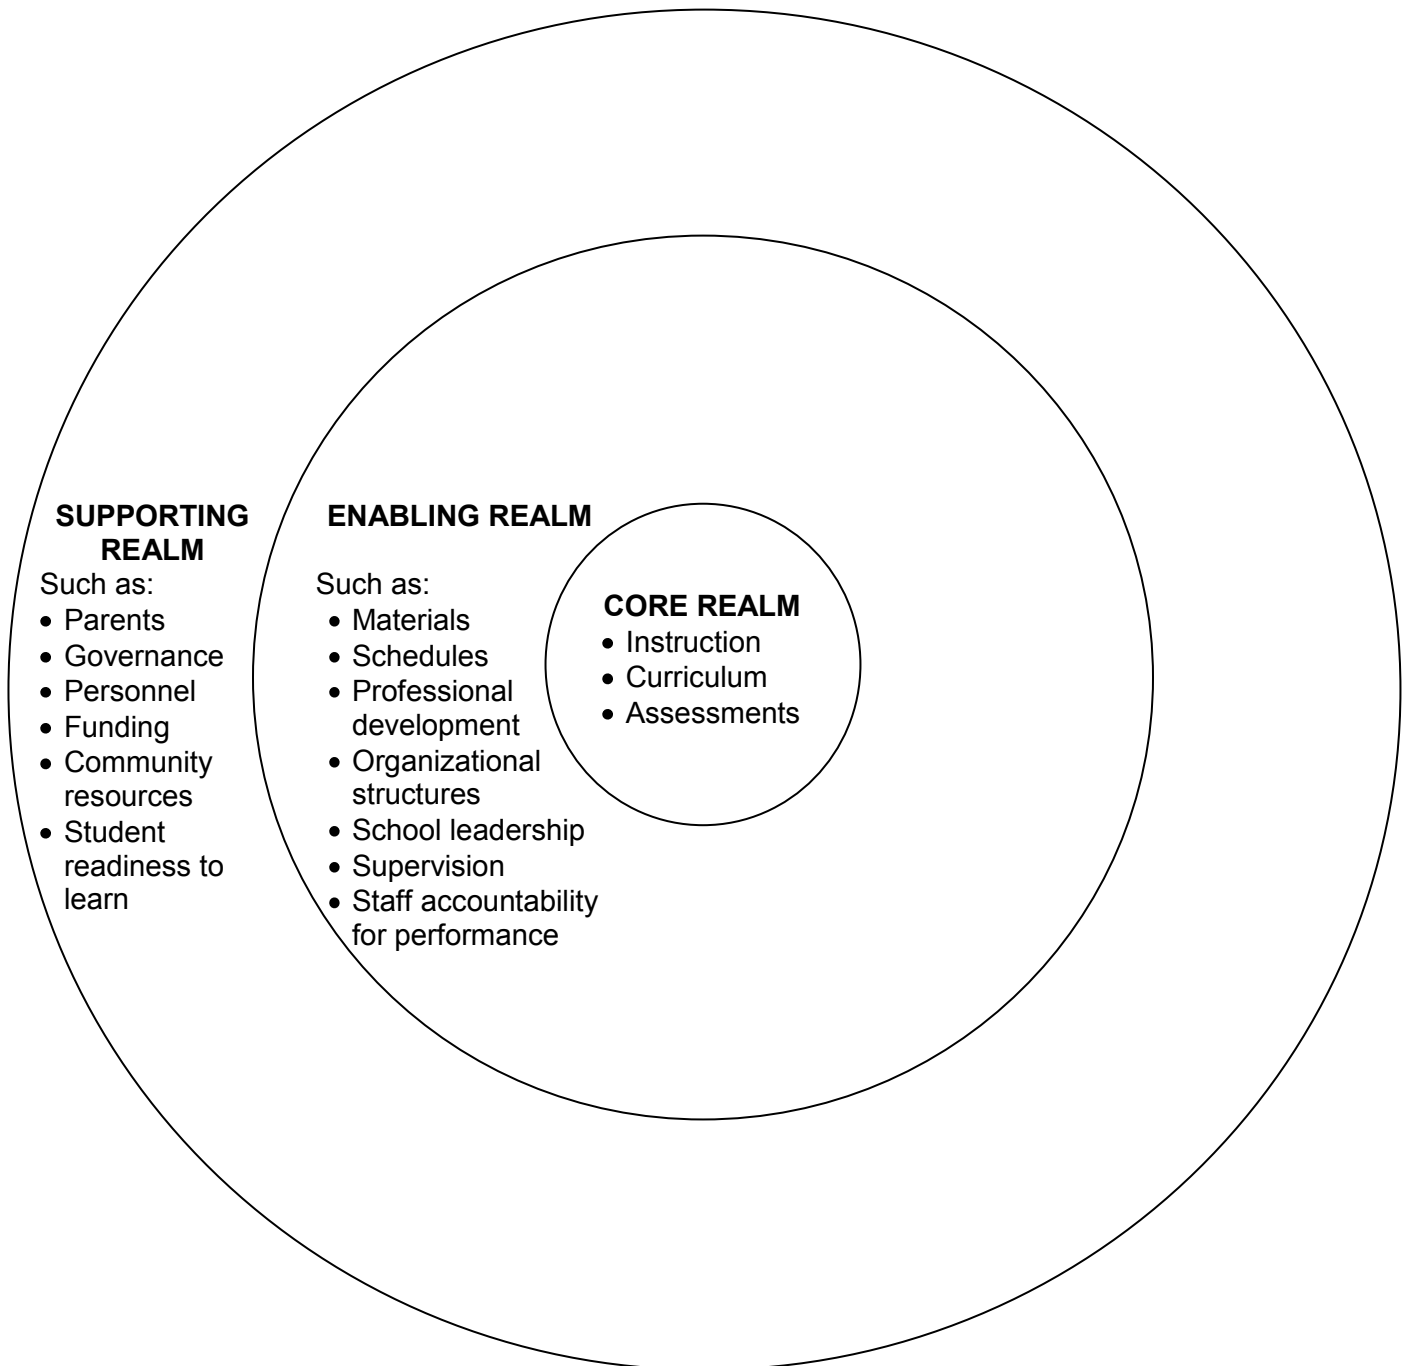 SUPPORTING
REALM
Such as:
• Parents
• Governance
• Personnel
• Funding
• Community
resources
• Student
readiness to
learn
ENABLING REALM
Such as:
• Materials
• Schedules
• Professional
development
• Organizational
structures
• School leadership
• Supervision
• Staff accountability
for performance
CORE REALM
• Instruction
• Curriculum
• Assessments